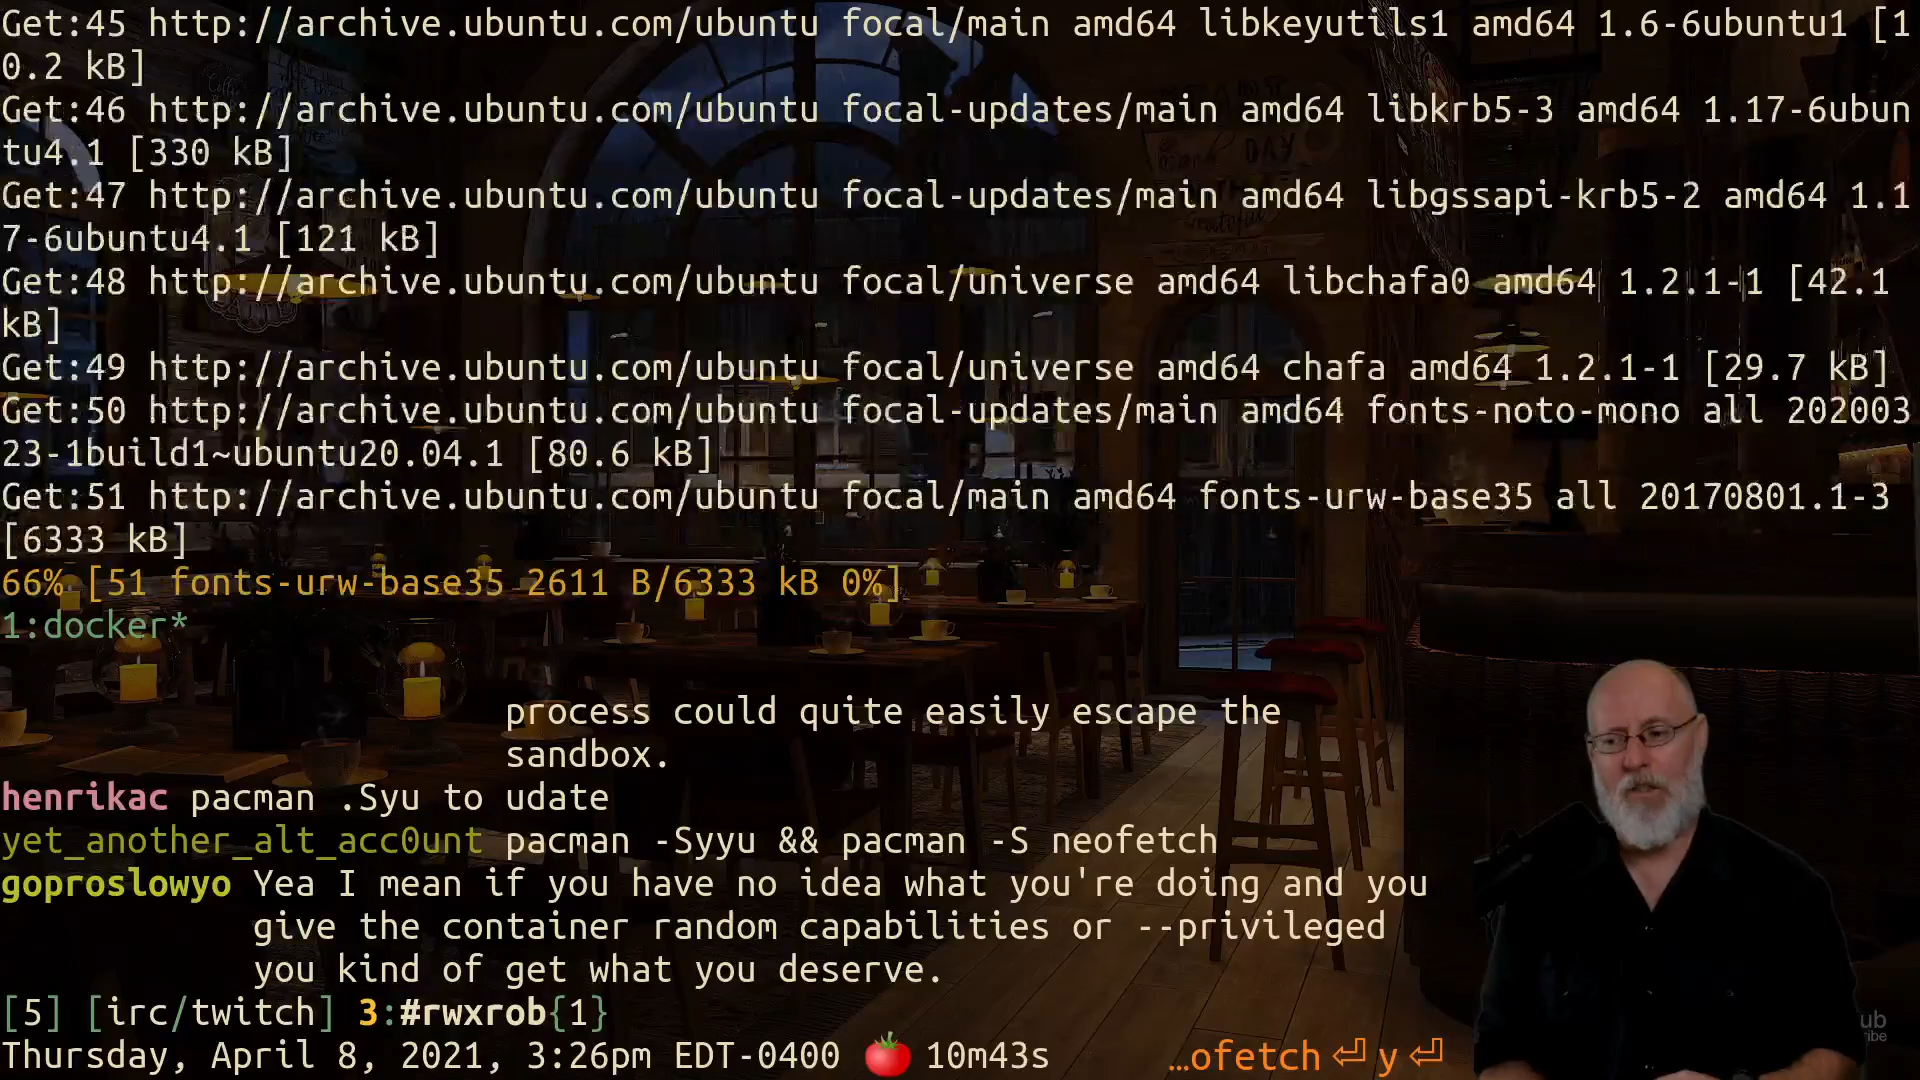 Get:45 http://archive.ubuntu.com/ubuntu focal/main amd64 libkeyutils1 amd64 1.6-6ubuntu1 [1
0.2 kB]
Get:46 http://archive.ubuntu.com/ubuntu focal-updates/main amd64 libkrb5-3 amd64 1.17-6ubun
tu4.1 [330 kB]
Get:47 http://archive.ubuntu.com/ubuntu focal-updates/main amd64 libgssapi-krb5-2 amd64 1.1
7-6ubuntu4.1 [121 kB]
Get:48 http://archive.ubuntu.com/ubuntu focal/universe amd64 libchafa0 amd64 1.2.1-1 [42.1
kB]
Get:49 http://archive.ubuntu.com/ubuntu focal/universe amd64 chafa amd64 1.2.1-1 [29.7 kB]
Get:50 http://archive.ubuntu.com/ubuntu focal-updates/main amd64 fonts-noto-mono all 202003
23-1build1~ubuntu20.04.1 [80.6 kB]
Get:51 http://archive.ubuntu.com/ubuntu focal/main amd64 fonts-urw-base35 all 20170801.1-3
[6333 kB]
66% [51 fonts-urw-base35 2611 B/6333 kB 0%]
1:docker*
process could quite easily escape the
sandbox.
henrikac pacman .Syu to udate
yet_another_alt_acc0unt pacman -Syyu && pacman -S neofetch
goproslowyo Yea I mean if you have no idea what you're doing and you
give the container random capabilities or --privileged
you kind of get what you deserve.
[5] [irc/twitch] 3:#rwxrob{1}
Thursday, April 8, 2021, 3:26pm EDT-0400 🍅 10m43s …ofetch ⏎ y ⏎